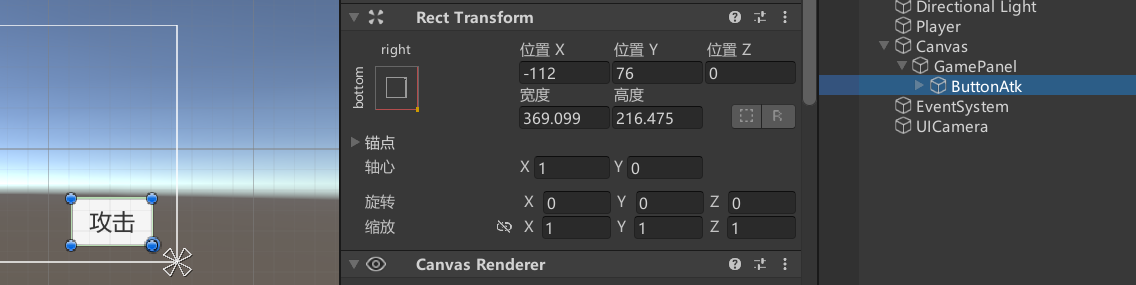 攻击
Rect Transform
right
bottom
位置 X 位置 Y 位置 Z
-112 76 0
宽度 高度
369.099 216.475
R
锚点
轴心 X 1 Y 0
旋转 X 0 Y 0 Z 0
缩放 X 1 Y 1 Z 1
Canvas Renderer
Directional Light
Player
Canvas
GamePanel
ButtonAtk
EventSystem
UICamera